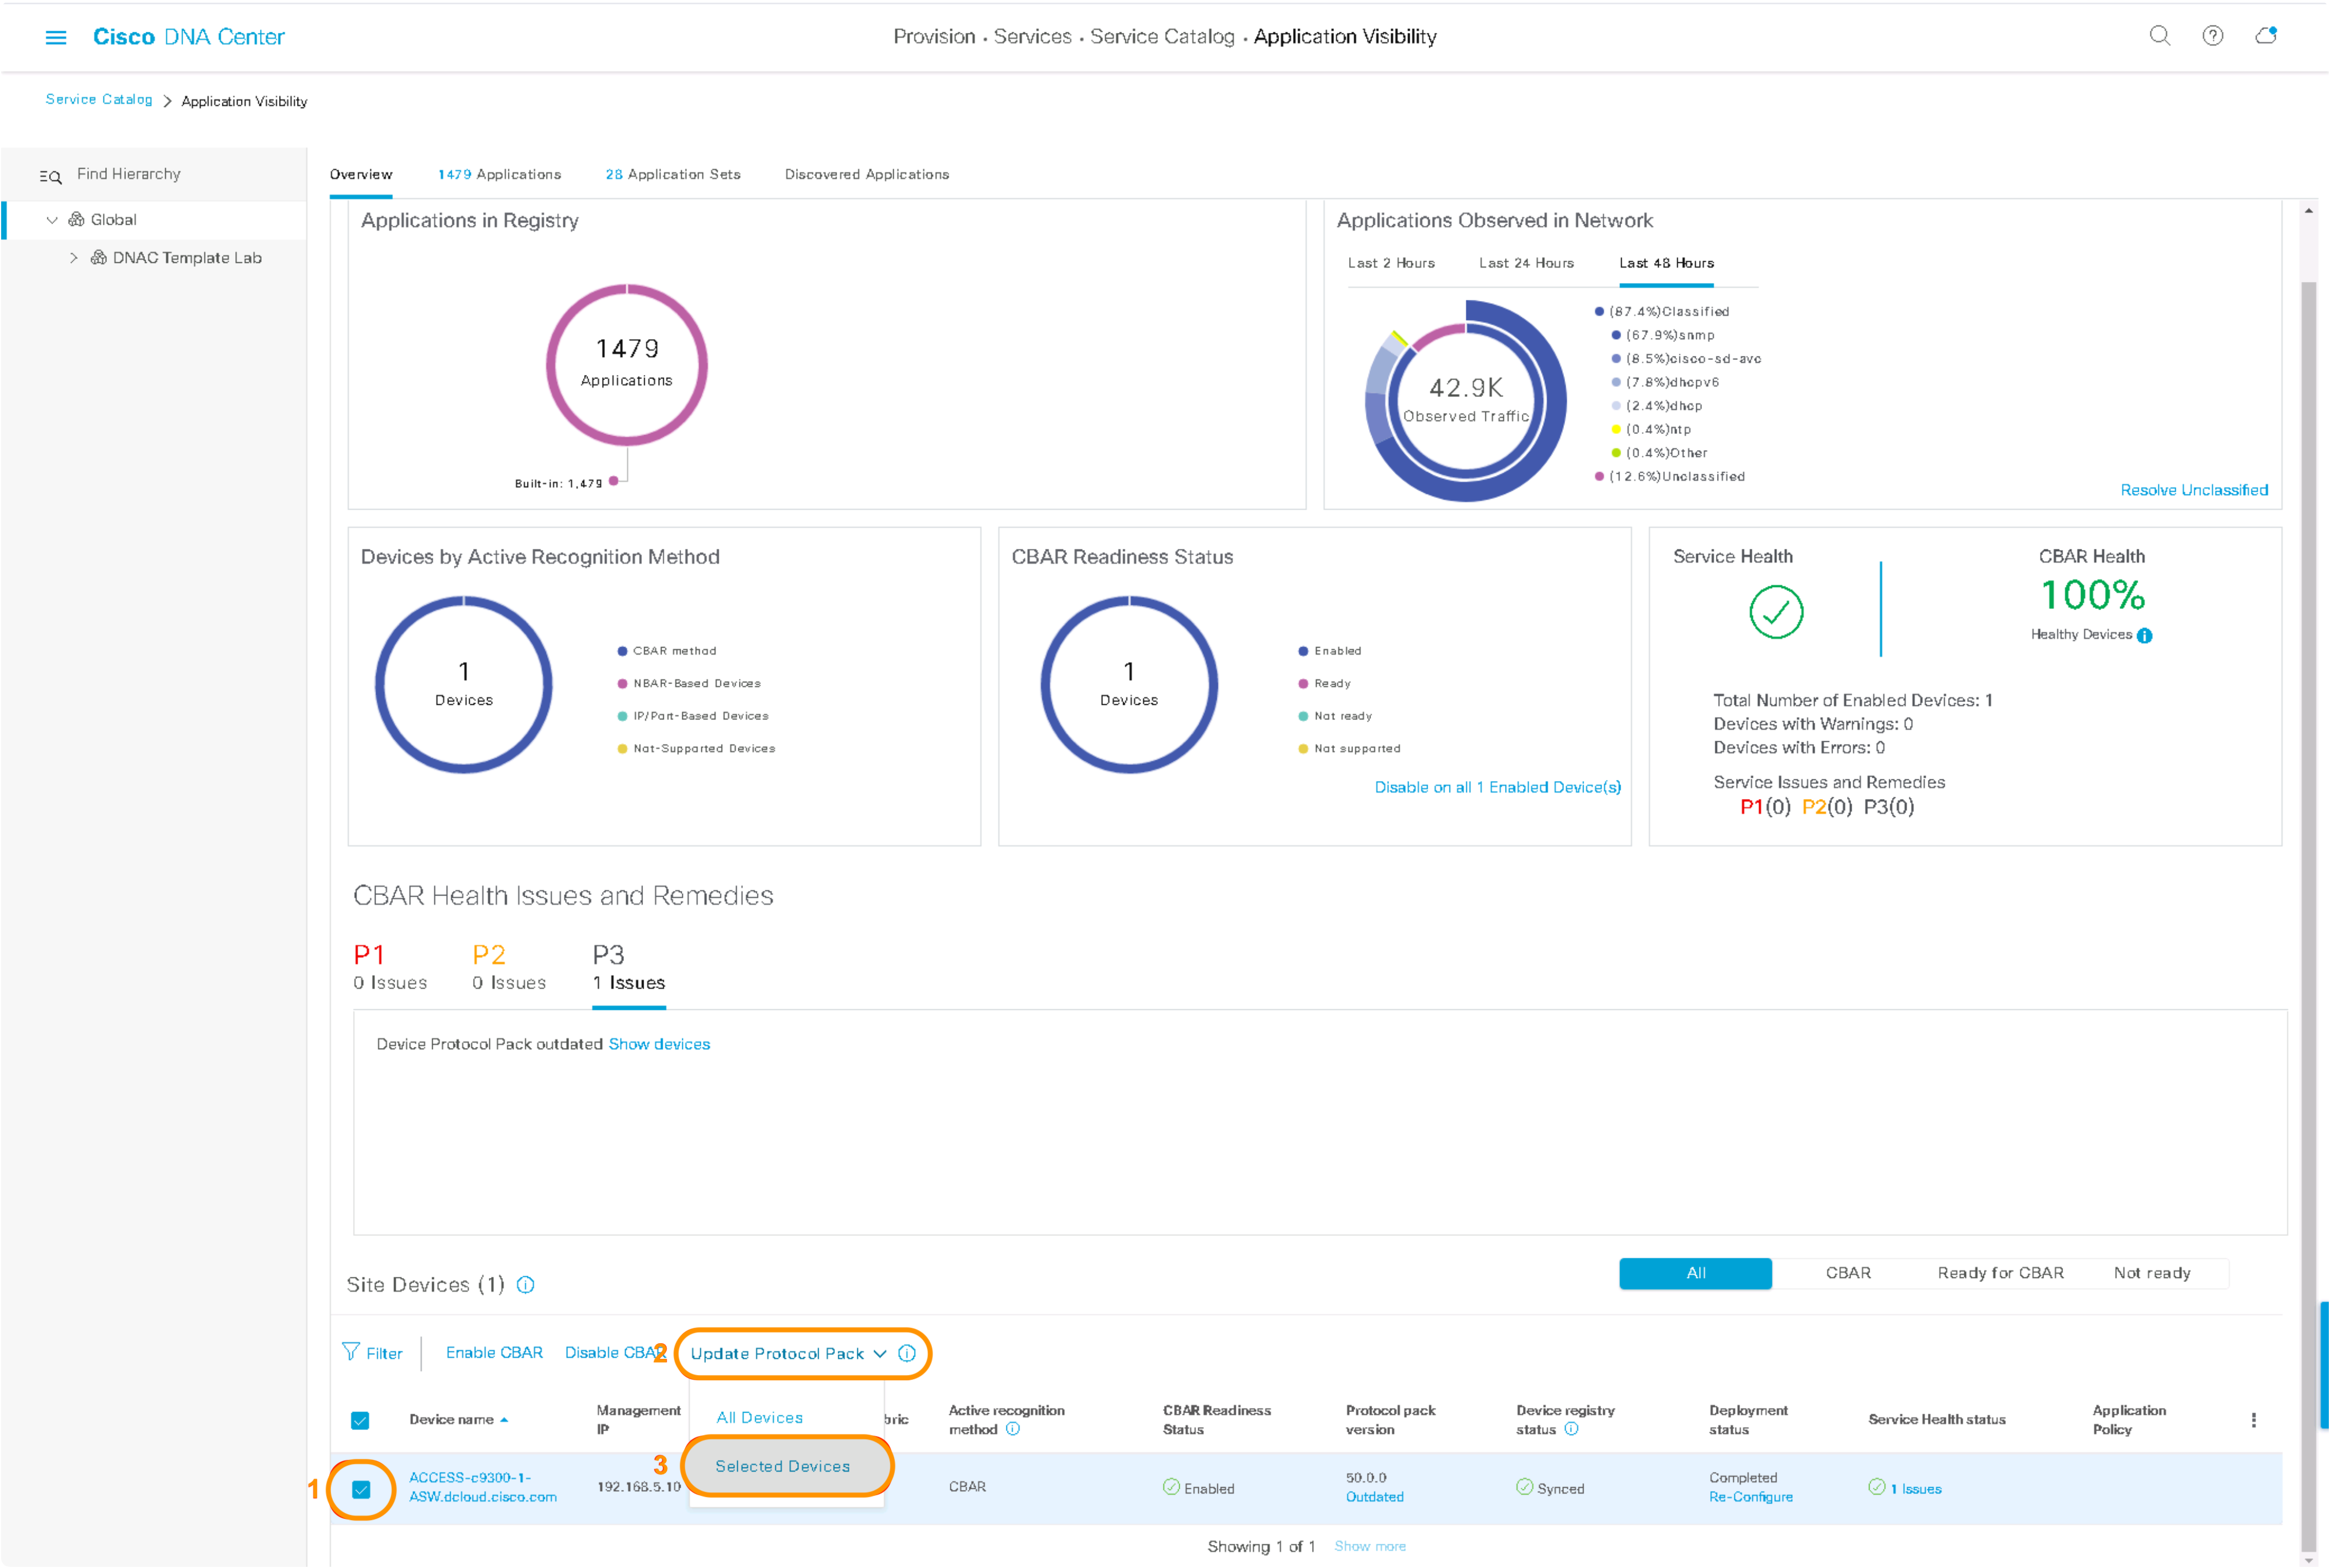 Cisco DNA Center
Provision • Services • Service Catalog • Application Visibility
Service Catalog > Application Visibility
Find Hierarchy
Global
DNAC Template Lab
Overview 1479 Applications 28 Application Sets Discovered Applications
Applications in Registry
1479
Applications
Built-in: 1,479
Applications Observed in Network
Last 2 Hours Last 24 Hours Last 48 Hours
42.9K
Observed Traffic
(87.4%)Classified
(67.9%)snmp
(8.5%)cisco-sd-avc
(7.8%)dhcpv6
(2.4%)dhcp
(0.4%)ntp
(0.4%)Other
(12.6%)Unclassified
Resolve Unclassified
Devices by Active Recognition Method
1
Devices
CBAR method
NBAR-Based Devices
IP/Port-Based Devices
Not-Supported Devices
CBAR Readiness Status
1
Devices
Enabled
Ready
Not ready
Not supported
Disable on all 1 Enabled Device(s)
Service Health
CBAR Health
100%
Healthy Devices
Total Number of Enabled Devices: 1
Devices with Warnings: 0
Devices with Errors: 0
Service Issues and Remedies
P1(0) P2(0) P3(0)
CBAR Health Issues and Remedies
P1 P2 P3
0 Issues 0 Issues 1 Issues
Device Protocol Pack outdated Show devices
Site Devices (1)
All CBAR Ready for CBAR Not ready
Filter Enable CBAR Disable CBAR 2 Update Protocol Pack
All Devices
3 Selected Devices
Device name
Management
IP
bric
Active recognition
method
CBAR Readiness
Status
Protocol pack
version
Device registry
status
Deployment
status
Service Health status
Application
Policy
1
ACCESS-c9300-1-
ASW.dcloud.cisco.com
192.168.5.10
CBAR
Enabled
50.0.0
Outdated
Synced
Completed
Re-Configure
1 Issues
Showing 1 of 1 Show more